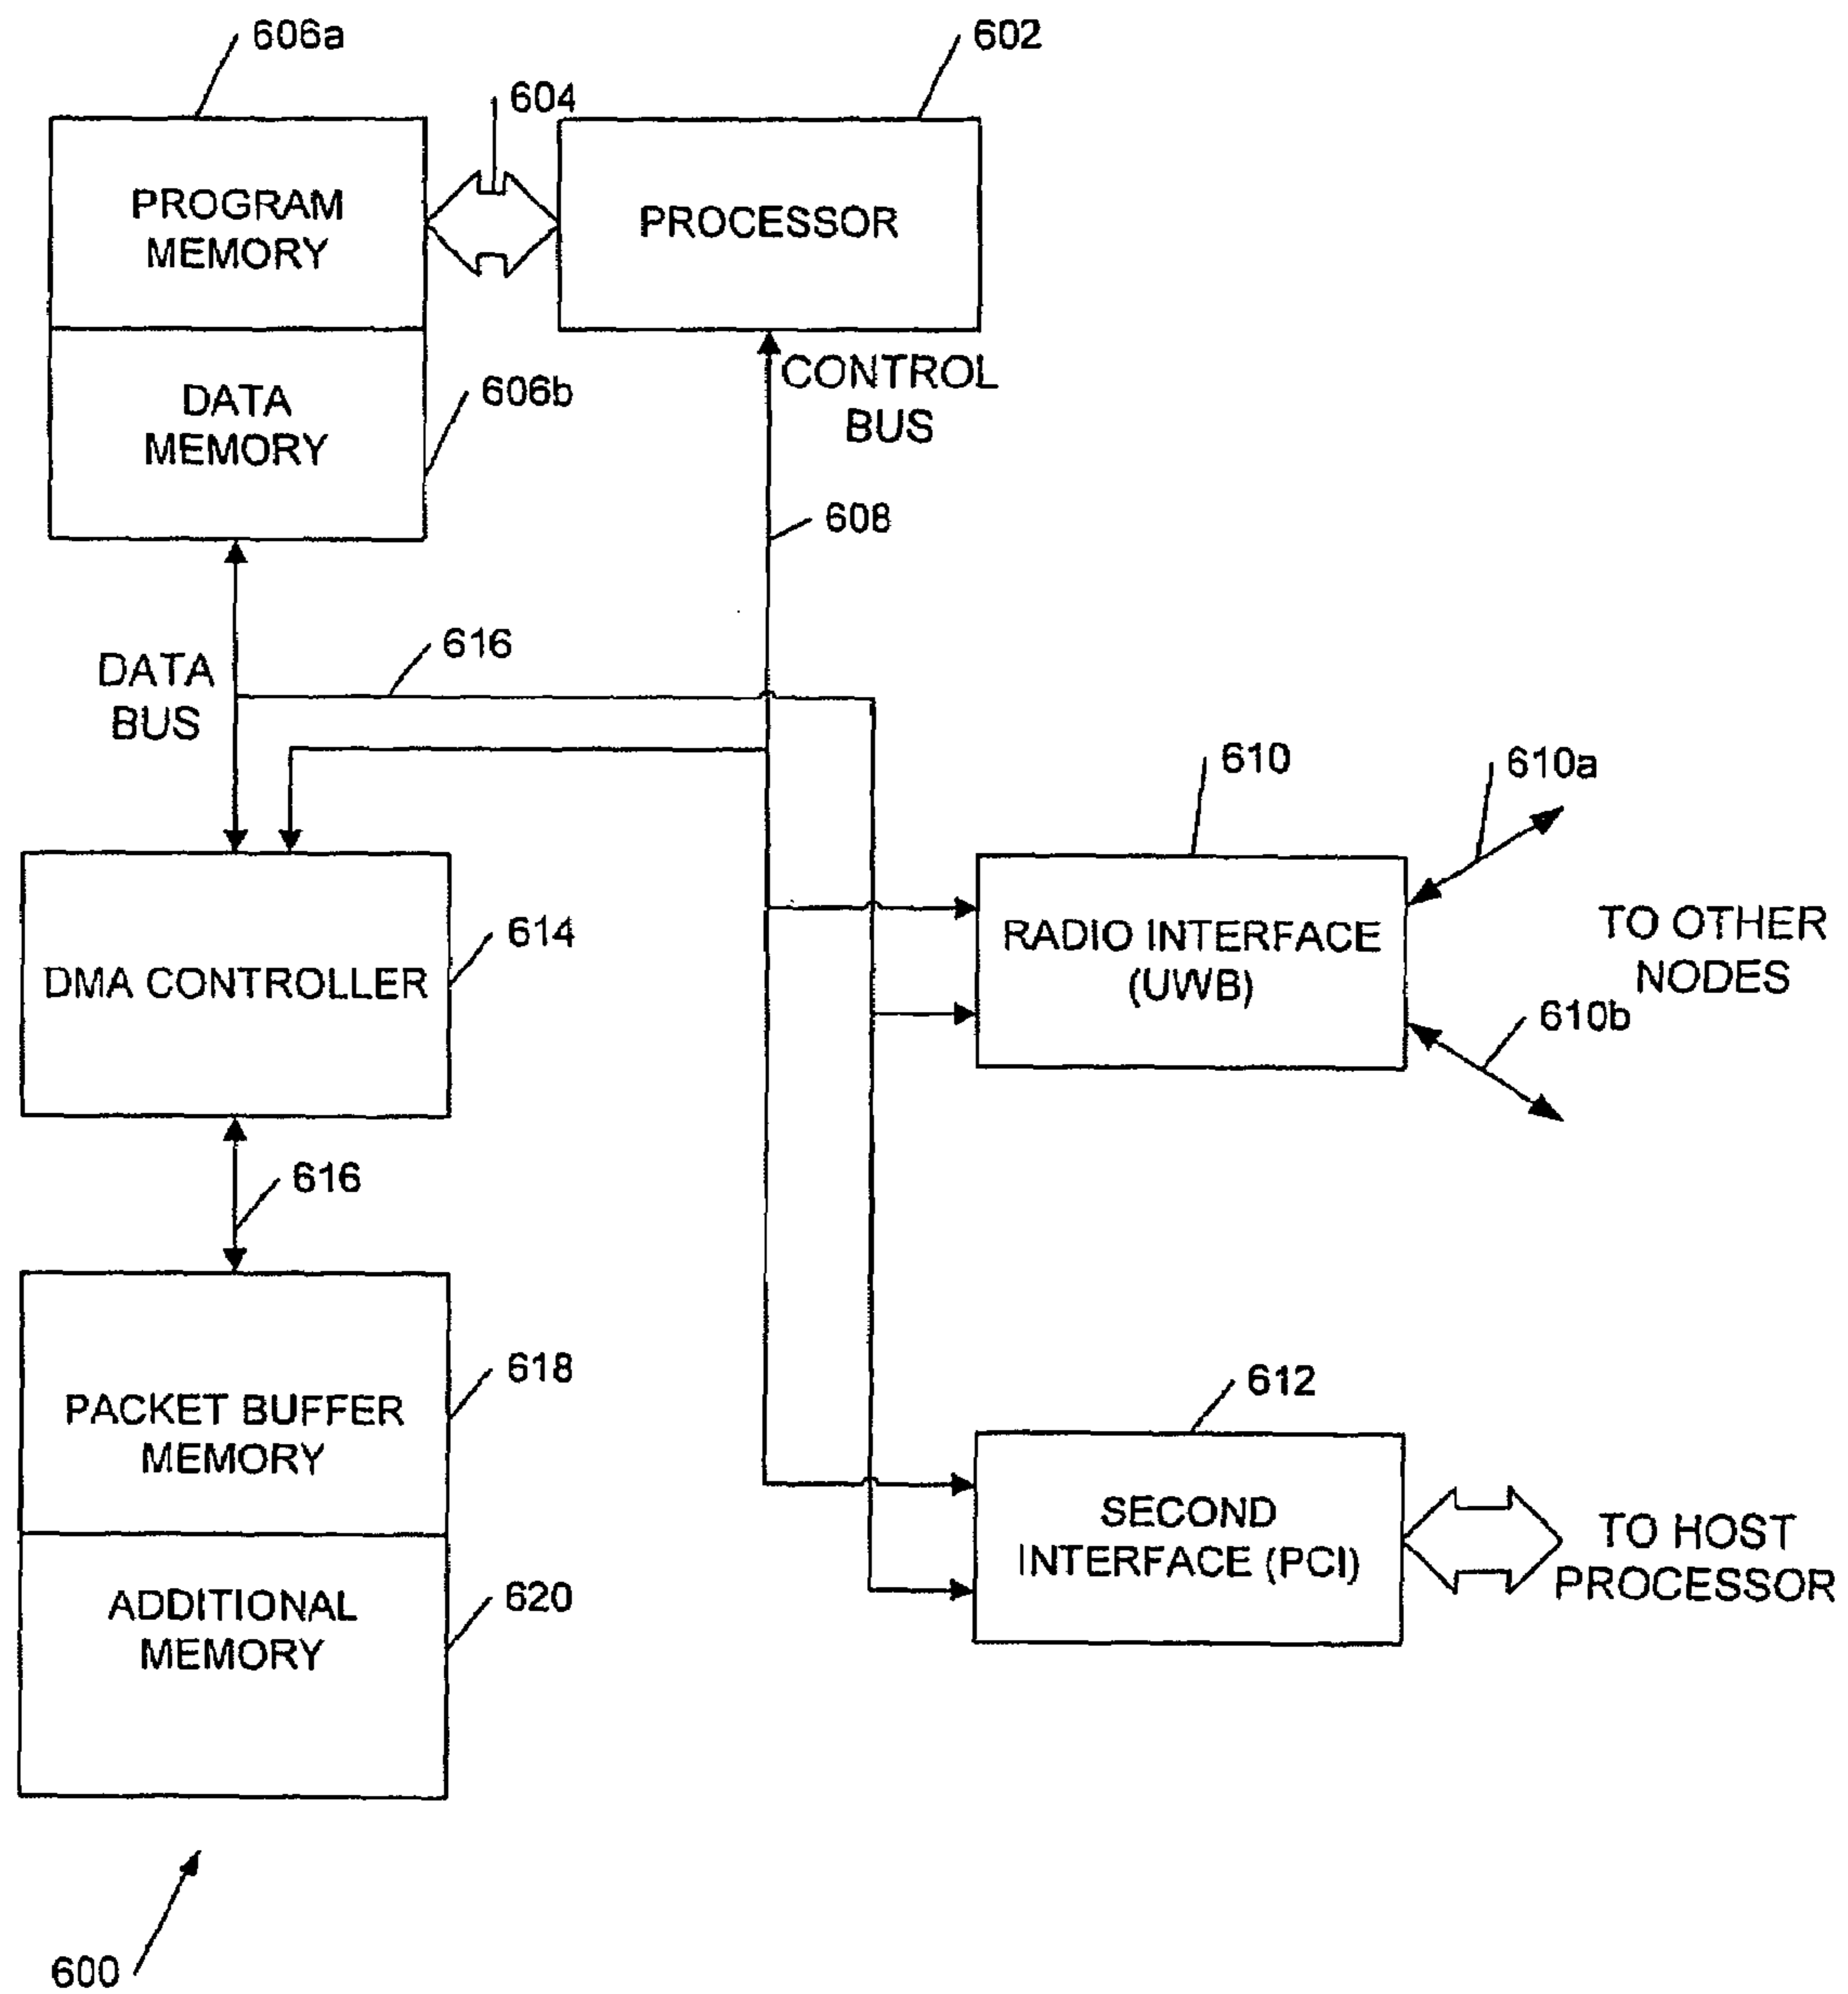 606a
602
604
PROGRAM
MEMORY
PROCESSOR
DATA
MEMORY
606b
CONTROL
BUS
608
DATA
BUS
616
610
610a
DMA CONTROLLER
614
RADIO INTERFACE
(UWB)
TO OTHER
NODES
610b
616
PACKET BUFFER
MEMORY
618
612
SECOND
INTERFACE (PCI)
TO HOST
PROCESSOR
ADDITIONAL
MEMORY
620
600